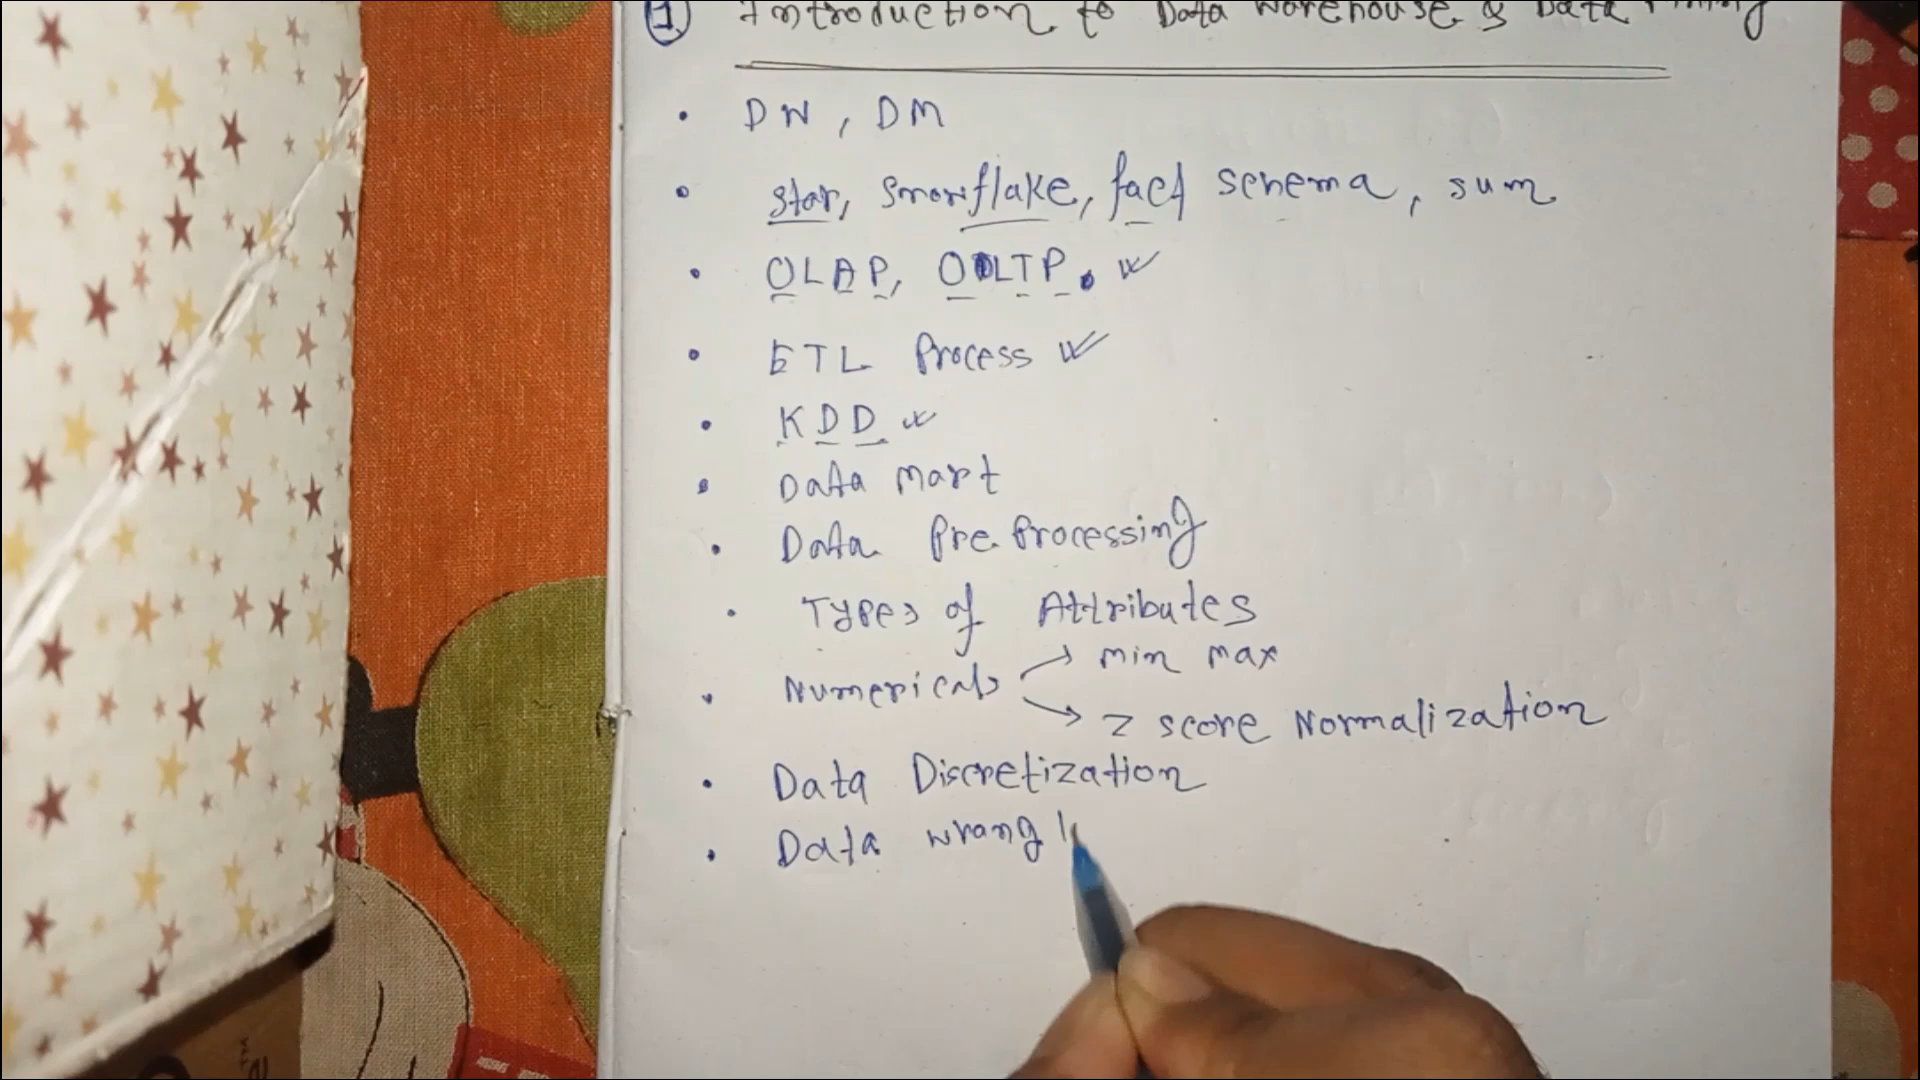 1 Introduction to Data Warehouse & Data Mining
• DW, DM
• star, snowflake, fact schema, sum
• OLAP, OLTP.
• ETL Process
• KDD
• Data Mart
• Data Pre Processing
• Types of Attributes
• Numericals → min max
→ Z score Normalization
• Data Discretization
• Data wrangl